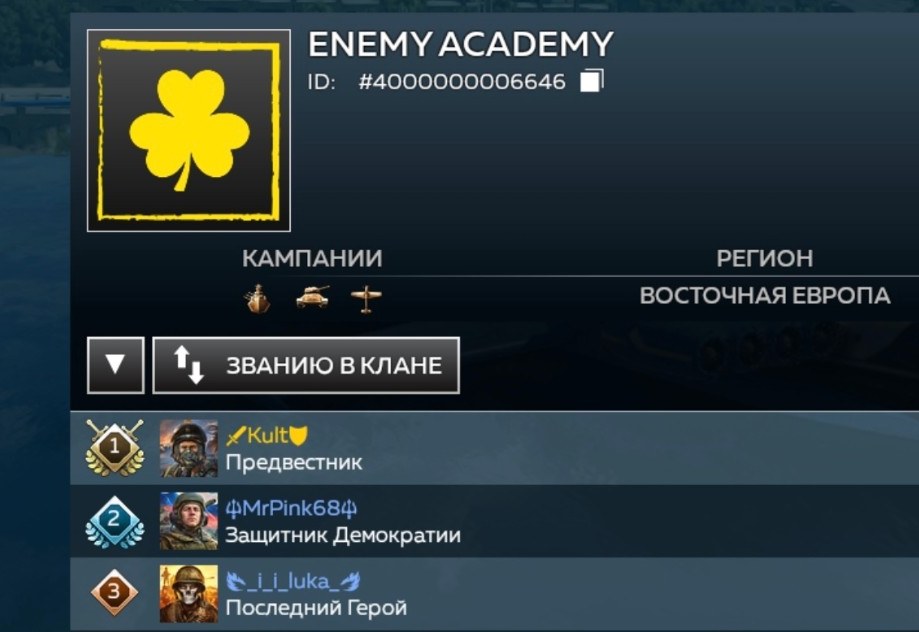 ENEMY ACADEMY
ID: #4000000006646
КАМПАНИИ
РЕГИОН
ВОСТОЧНАЯ ЕВРОПА
ЗВАНИЮ В КЛАНЕ
1
Kult
Предвестник
2
MrPink68
Защитник Демократии
3
_i_i_luka_
Последний Герой